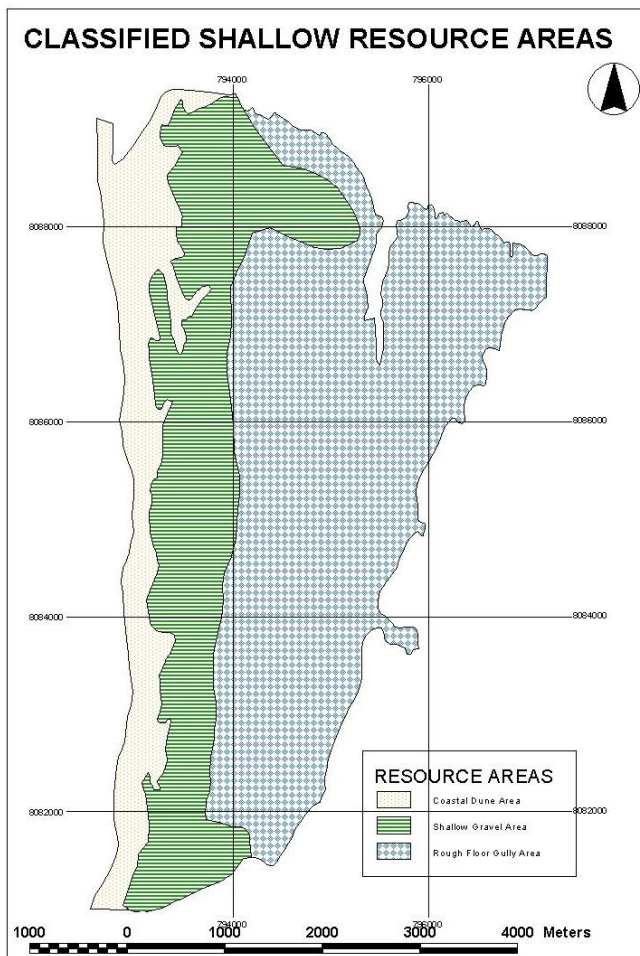 CLASSIFIED SHALLOW RESOURCE AREAS
794000 796000
8088000 8088000
8086000 8086000
8084000 8084000
RESOURCE AREAS
Coastal Dune Area
8082000 8082000
Shallow Gravel Area
Rough Floor Gully Area
794000 796000
1000 0 1000 2000 3000 4000 Meters